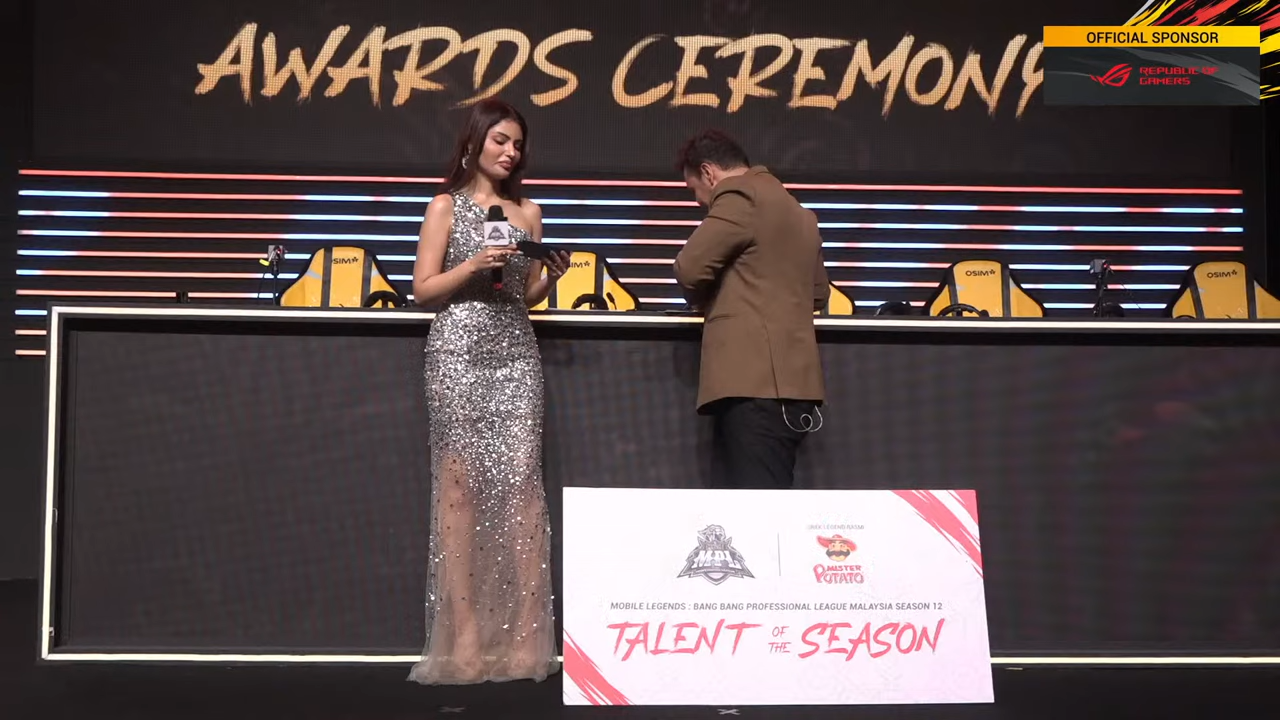 AWARDS CEREMONY
OFFICIAL SPONSOR
REPUBLIC OF
GAMERS
OSIM
OSIM
OSIM
MPL
MISTER
POTATO
MOBILE LEGENDS : BANG BANG PROFESSIONAL LEAGUE MALAYSIA SEASON 12
TALENT OF THE SEASON